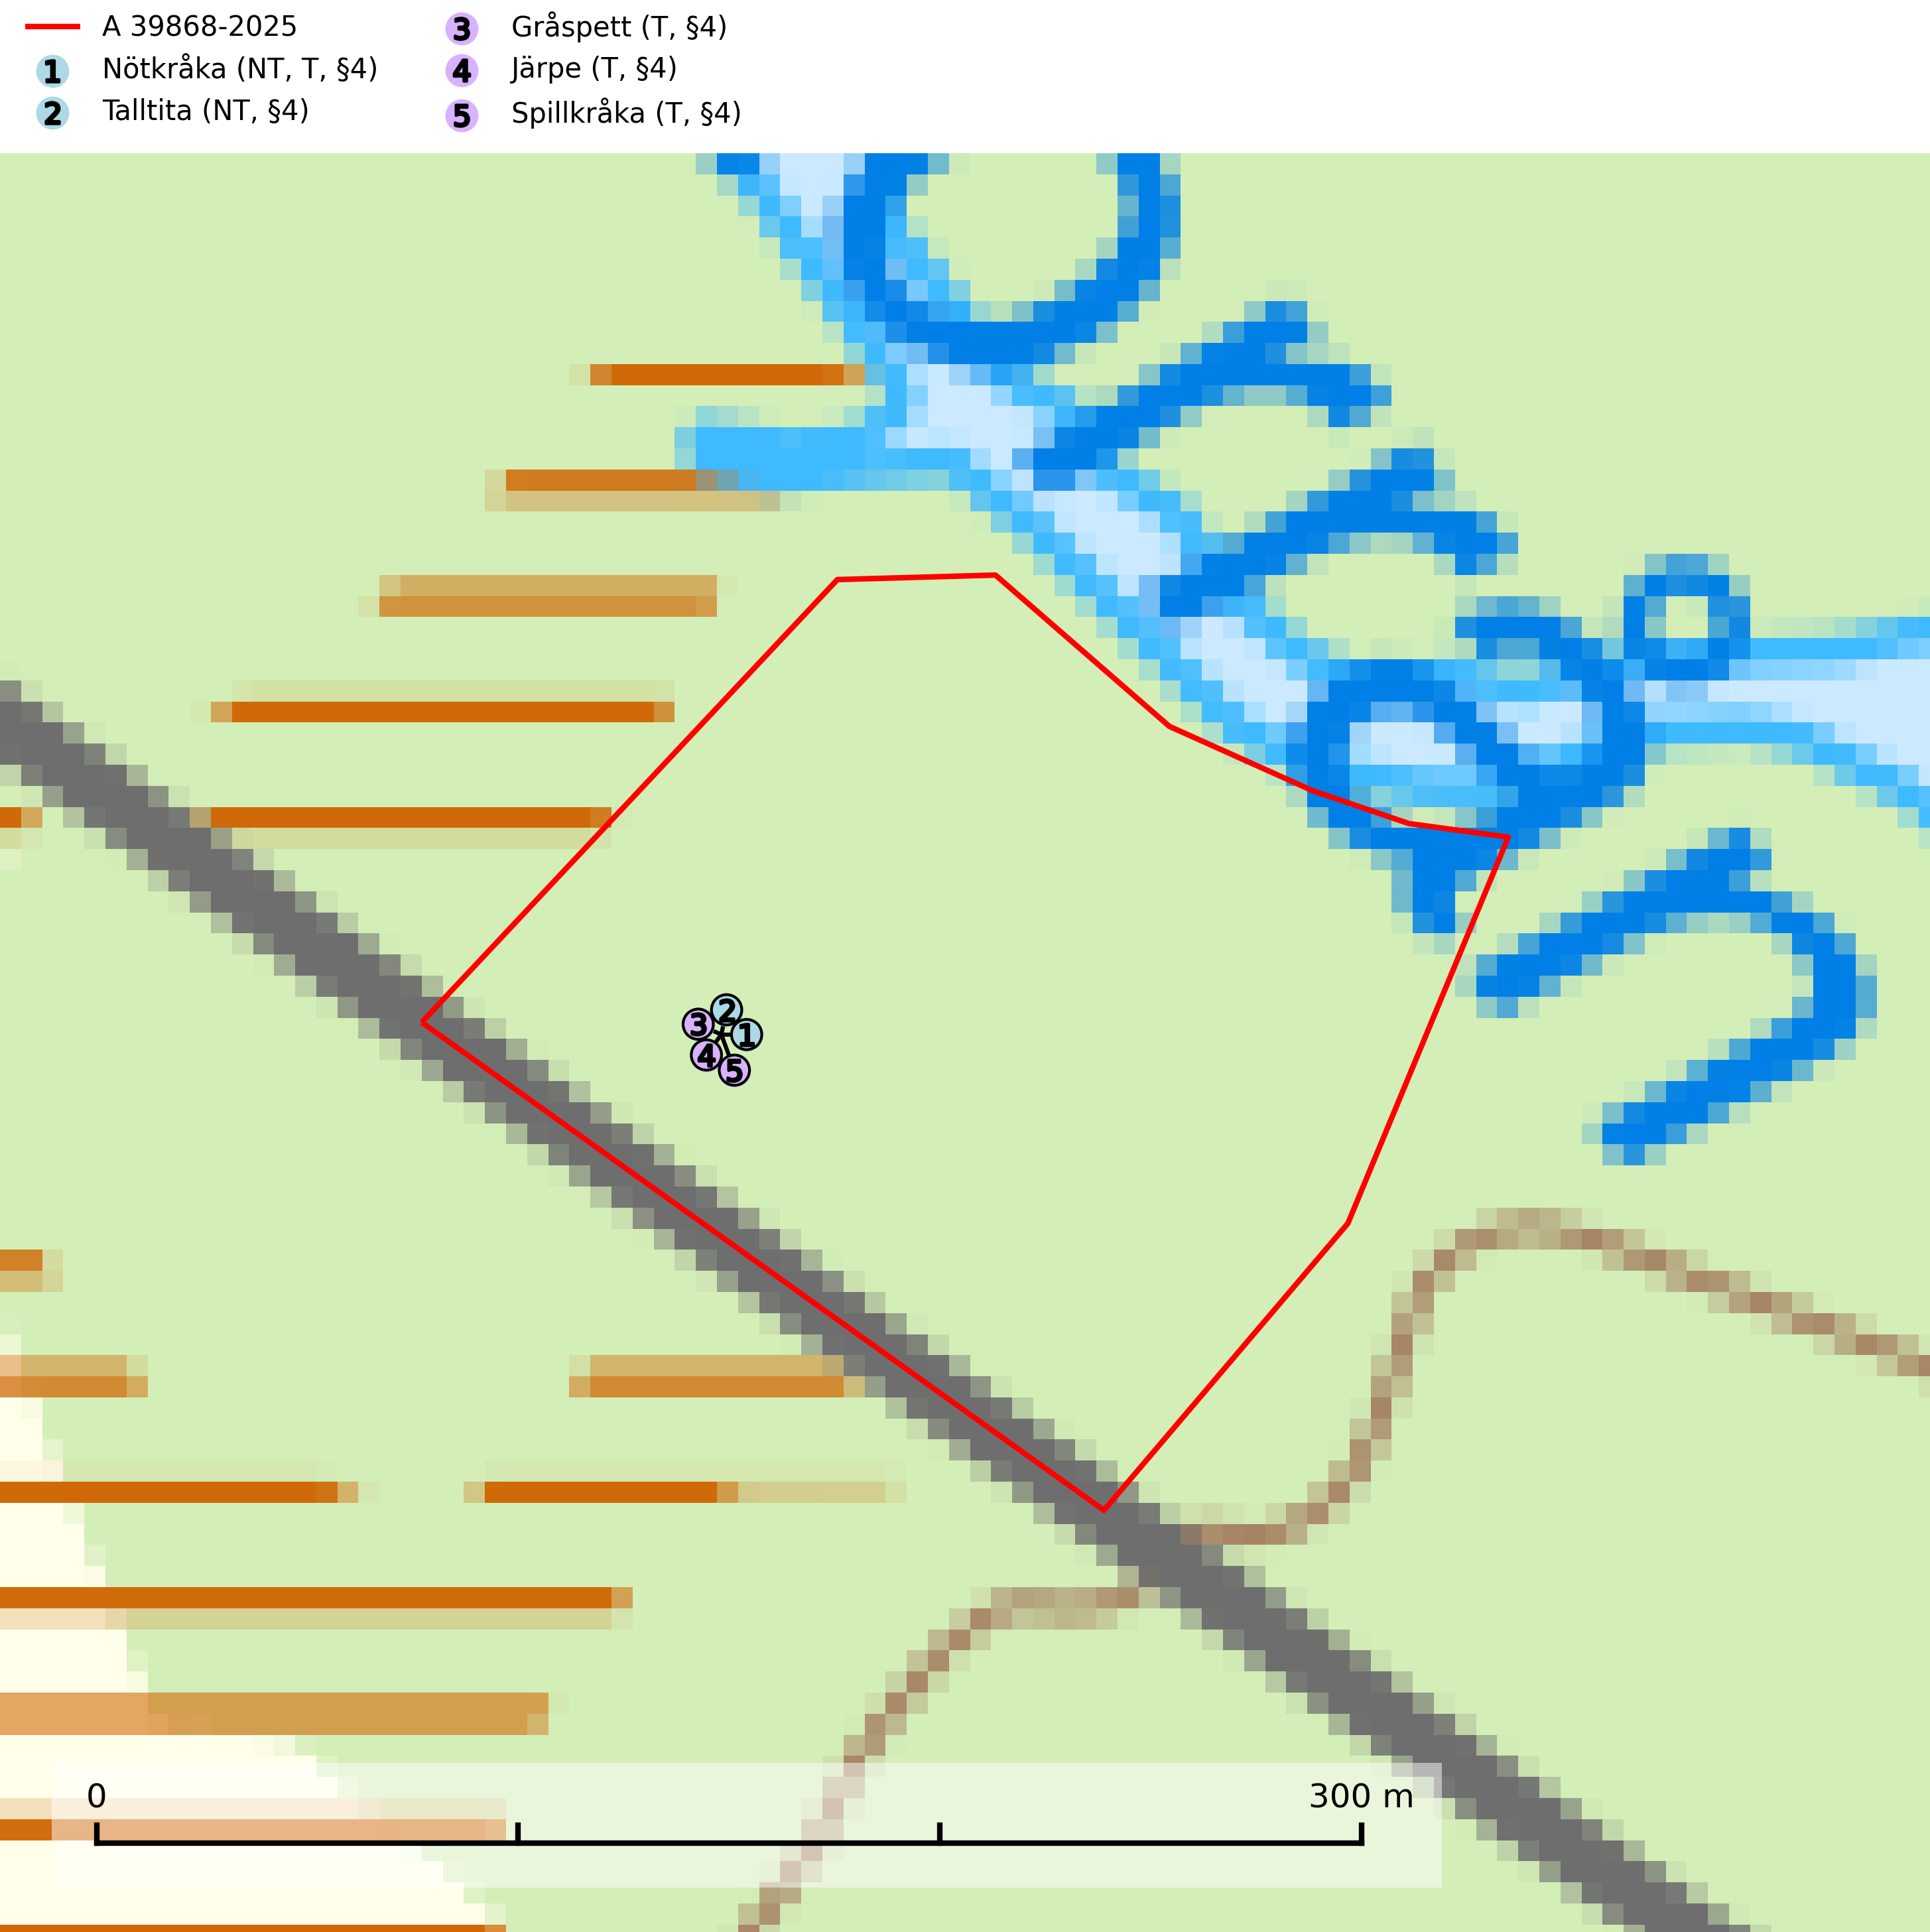 A 39868-2025
1 Nötkråka (NT, T, §4)
2 Talltita (NT, §4)
3 Gråspett (T, §4)
4 Järpe (T, §4)
5 Spillkråka (T, §4)
2
3 1
4
5
0 300 m